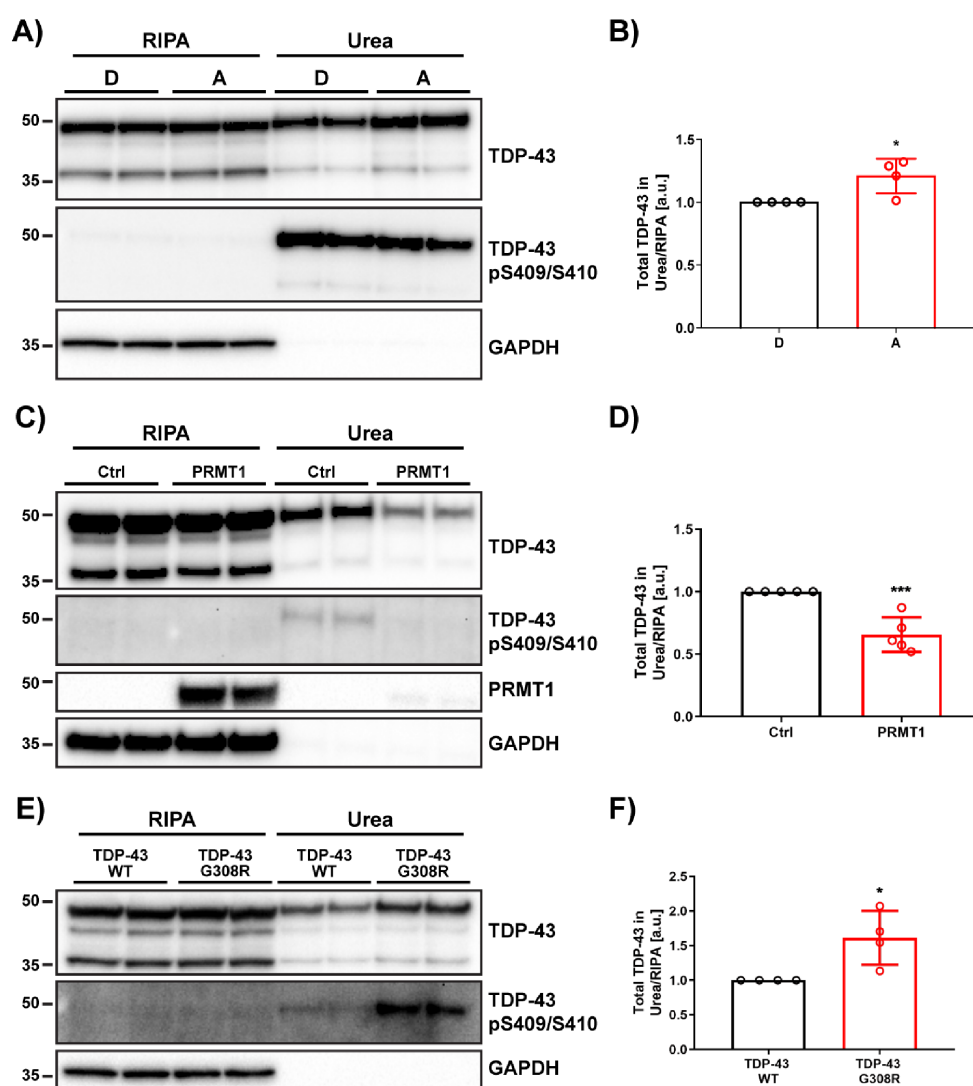 A)
RIPA Urea
D A D A
50
35
TDP-43
50
TDP-43
pS409/S410
35
GAPDH
B)
Total TDP-43 in
Urea/RIPA [a.u.]
1.5
1.0
0.5
0.0
*
D A
C)
RIPA Urea
Ctrl PRMT1 Ctrl PRMT1
50
35
TDP-43
50
TDP-43
pS409/S410
50
PRMT1
35
GAPDH
D)
Total TDP-43 in
Urea/RIPA [a.u.]
1.5
1.0
0.5
0.0
***
Ctrl PRMT1
E)
RIPA Urea
TDP-43 TDP-43 TDP-43 TDP-43
WT G308R WT G308R
50
35
TDP-43
50
TDP-43
pS409/S410
35
GAPDH
F)
Total TDP-43 in
Urea/RIPA [a.u.]
2.5
2.0
1.5
1.0
0.5
0.0
*
TDP-43 TDP-43
WT G308R